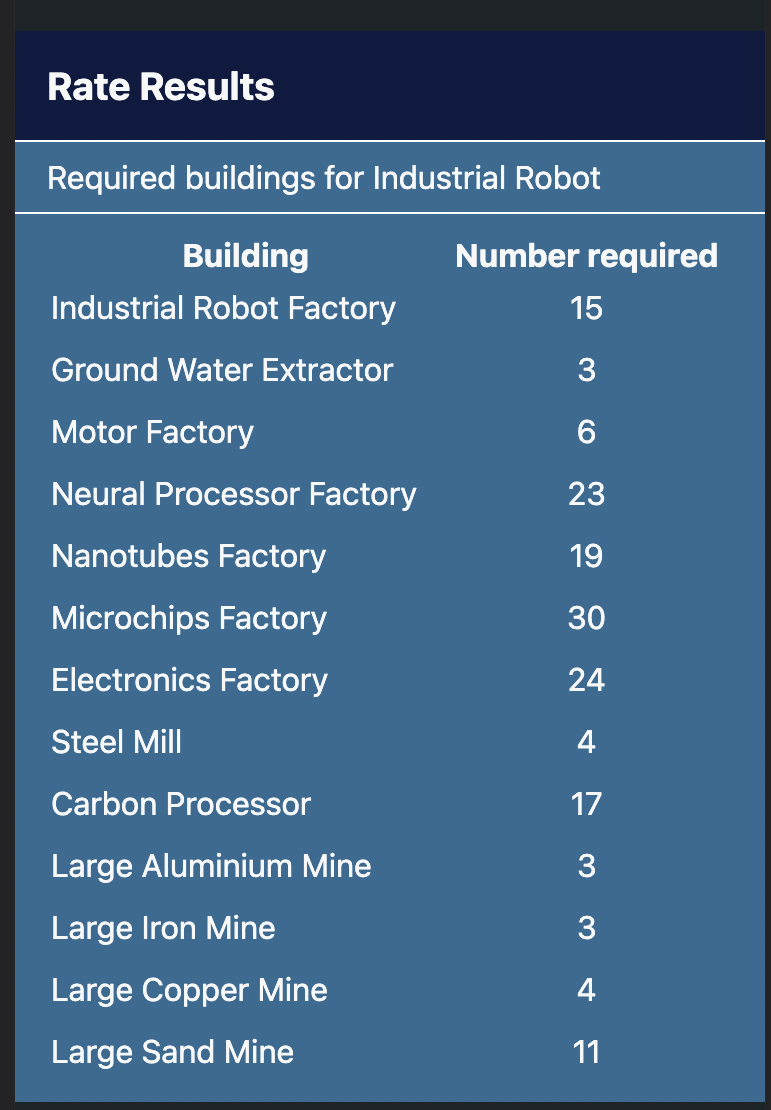 Rate Results
Required buildings for Industrial Robot
Building Number required
Industrial Robot Factory 15
Ground Water Extractor 3
Motor Factory 6
Neural Processor Factory 23
Nanotubes Factory 19
Microchips Factory 30
Electronics Factory 24
Steel Mill 4
Carbon Processor 17
Large Aluminium Mine 3
Large Iron Mine 3
Large Copper Mine 4
Large Sand Mine 11